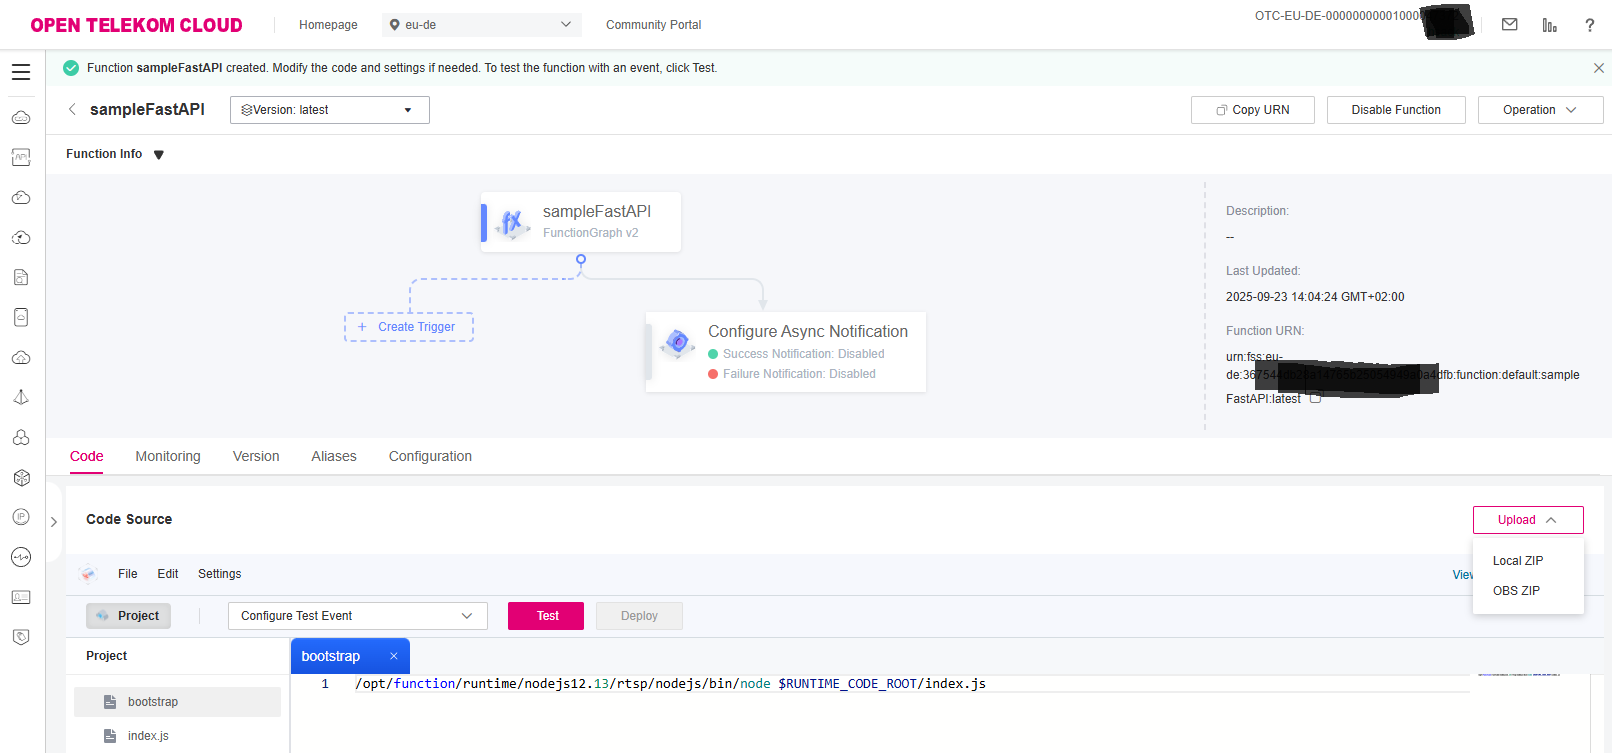 OPEN TELEKOM CLOUD
Homepage
eu-de
Community Portal
OTC-EU-DE-00000000001000
Function sampleFastAPI created. Modify the code and settings if needed. To test the function with an event, click Test.
sampleFastAPI
Version: latest
Copy URN
Disable Function
Operation
Function Info
sampleFastAPI
FunctionGraph v2
Create Trigger
Configure Async Notification
Success Notification: Disabled
Failure Notification: Disabled
Description:
--
Last Updated:
2025-09-23 14:04:24 GMT+02:00
Function URN:
urn:fss:eu-
de:367544 4dfb:function:default:sample
FastAPI:latest
Code
Monitoring
Version
Aliases
Configuration
Code Source
Upload
Local ZIP
OBS ZIP
File
Edit
Settings
View
Project
Configure Test Event
Test
Deploy
Project
bootstrap
1 /opt/function/runtime/nodejs12.13/rtsp/nodejs/bin/node $RUNTIME_CODE_ROOT/index.js
bootstrap
index.js